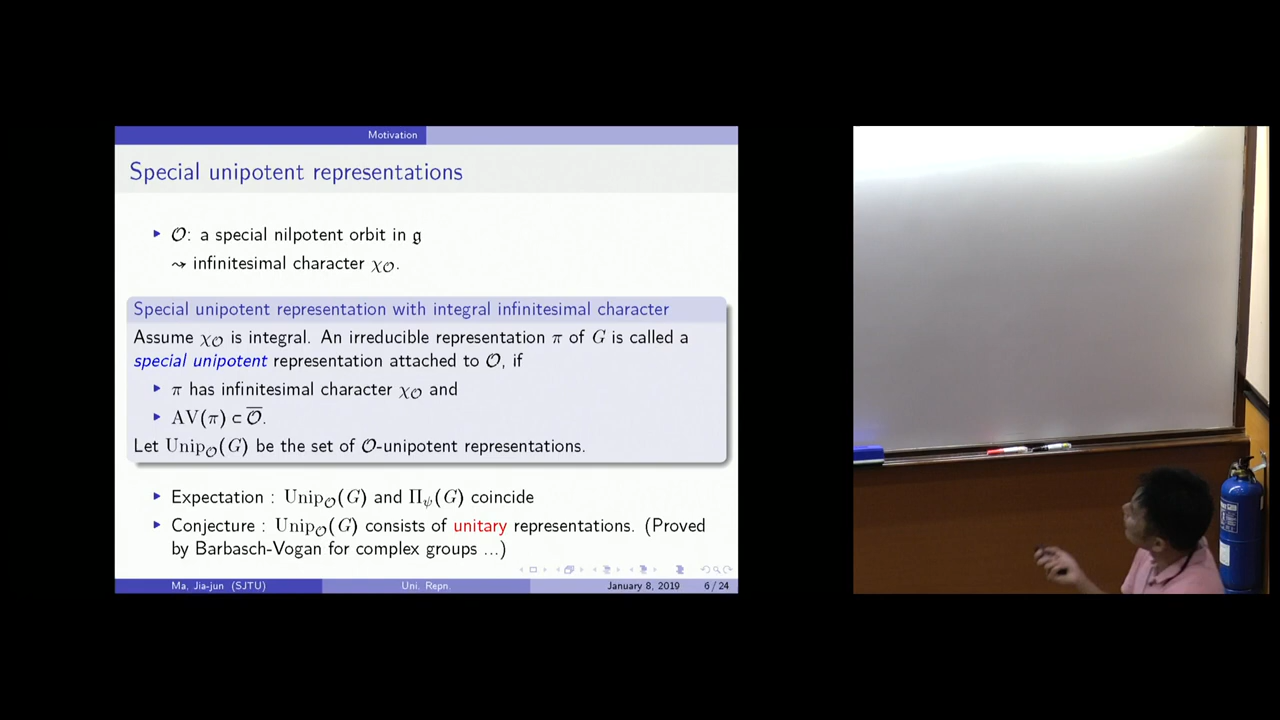 Motivation
Special unipotent representations
▶ 𝒪: a special nilpotent orbit in 𝔤
⇝ infinitesimal character χ_𝒪.
Special unipotent representation with integral infinitesimal character
Assume χ_𝒪 is integral. An irreducible representation π of G is called a
special unipotent representation attached to 𝒪, if
▶ π has infinitesimal character χ_𝒪 and
▶ AV(π) ⊂ 𝒪̅.
Let Unip_𝒪(G) be the set of 𝒪-unipotent representations.
▶ Expectation : Unip_𝒪(G) and Π_ψ(G) coincide
▶ Conjecture : Unip_𝒪(G) consists of unitary representations. (Proved
by Barbasch-Vogan for complex groups ...)
Ma, Jia-jun (SJTU) Uni. Repn. January 8, 2019 6 / 24